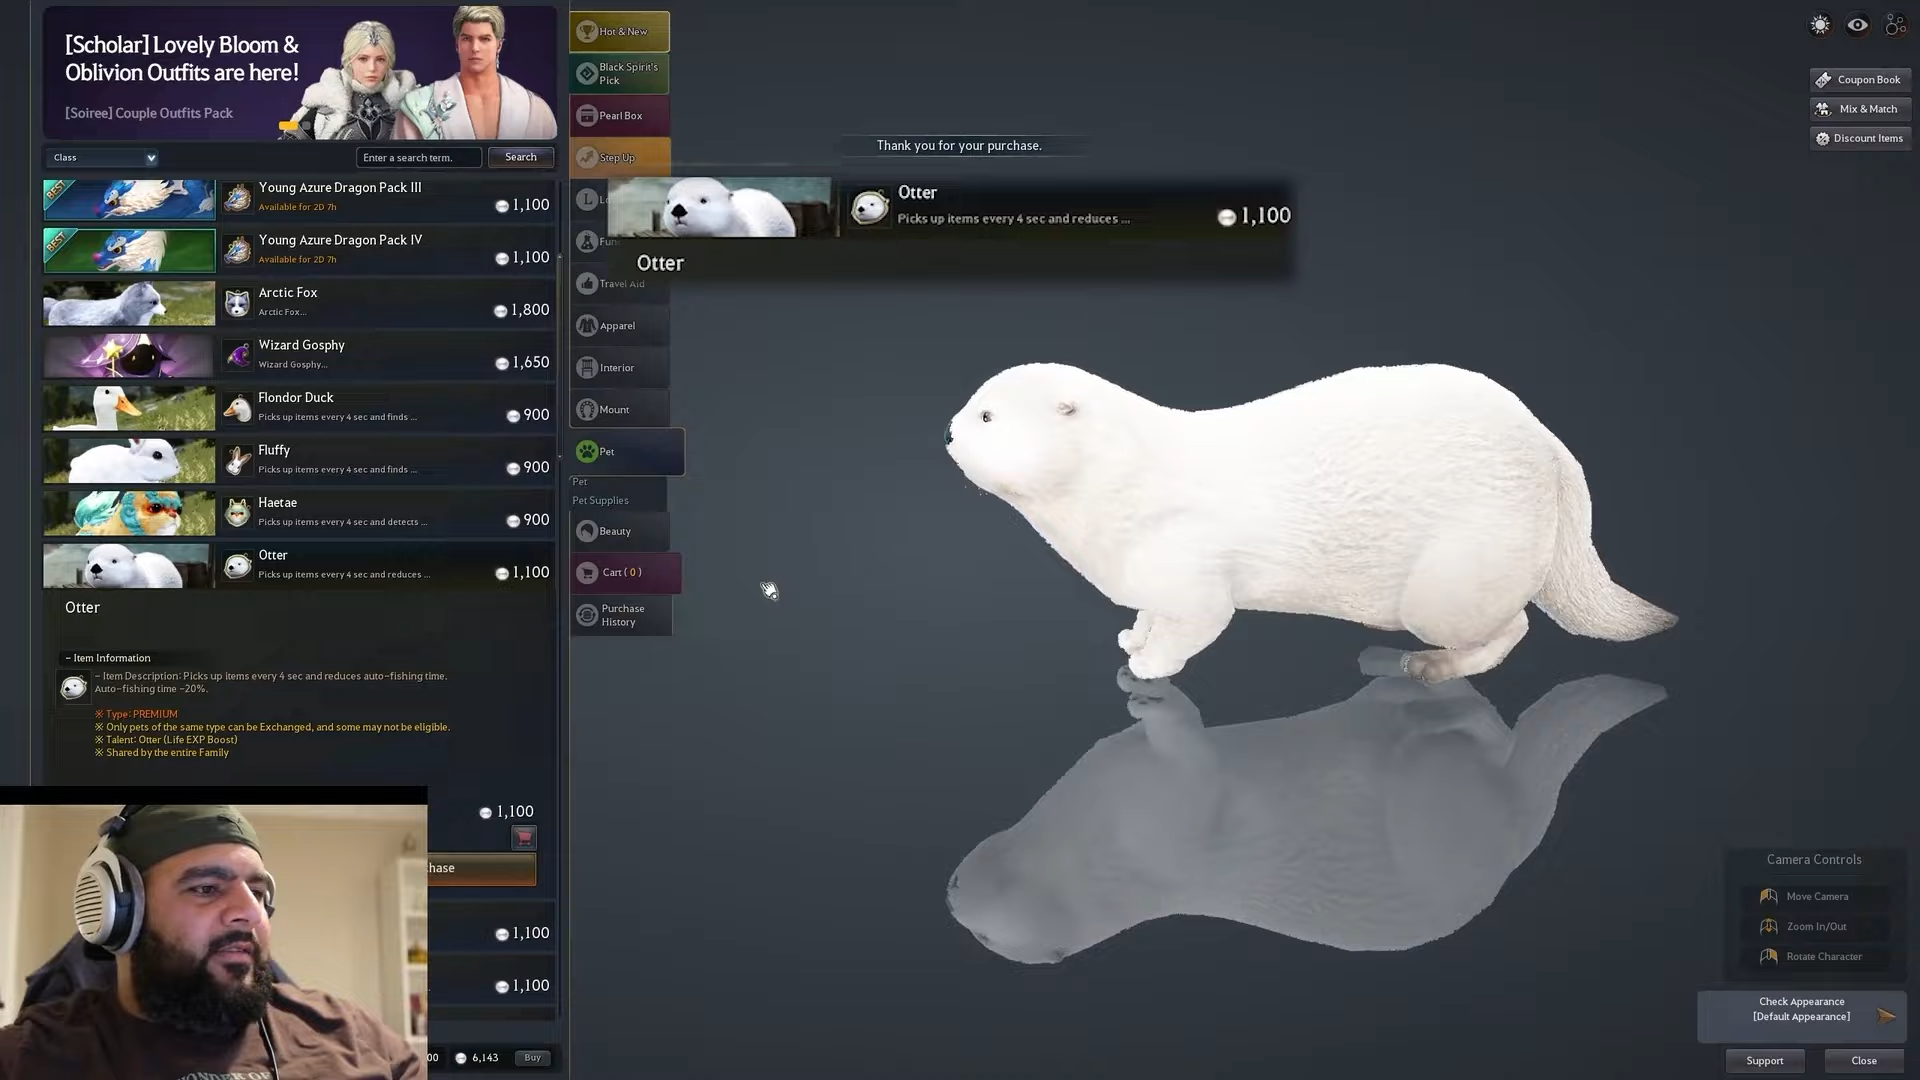 [Scholar] Lovely Bloom &
Oblivion Outfits are here!
[Soiree] Couple Outfits Pack
Class
Enter a search term.
Search
Young Azure Dragon Pack III
Available for 2D 7h
1,100
Young Azure Dragon Pack IV
Available for 2D 7h
1,100
Arctic Fox
Arctic Fox...
1,800
Wizard Gosphy
Wizard Gosphy...
1,650
Flondor Duck
Picks up items every 4 sec and finds ...
900
Fluffy
Picks up items every 4 sec and finds ...
900
Haetae
Picks up items every 4 sec and detects ...
900
Otter
Picks up items every 4 sec and reduces ...
1,100
Otter
– Item Information
– Item Description: Picks up items every 4 sec and reduces auto-fishing time.
Auto-fishing time -20%.
※ Type: PREMIUM
※ Only pets of the same type can be Exchanged, and some may not be eligible.
※ Talent: Otter (Life EXP Boost)
※ Shared by the entire Family
1,100
hase
1,100
1,100
00
6,143
Buy
BEST
BEST
Hot & New
Black Spirit's
Pick
Pearl Box
Step Up
Fun
Travel Aid
Apparel
Interior
Mount
Pet
Pet
Pet Supplies
Beauty
Cart ( 0 )
Purchase
History
Thank you for your purchase.
Otter
Picks up items every 4 sec and reduces ...
1,100
Otter
Coupon Book
Mix & Match
Discount Items
Camera Controls
Move Camera
Zoom In/Out
Rotate Character
Check Appearance
[Default Appearance]
Support
Close